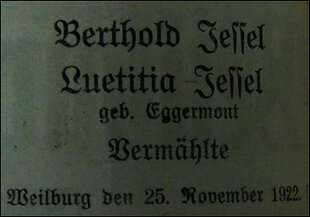 Berthold Jessel
Luetitia Jessel
geb. Eggermont
Vermählte
Weilburg den 25. November 1922.